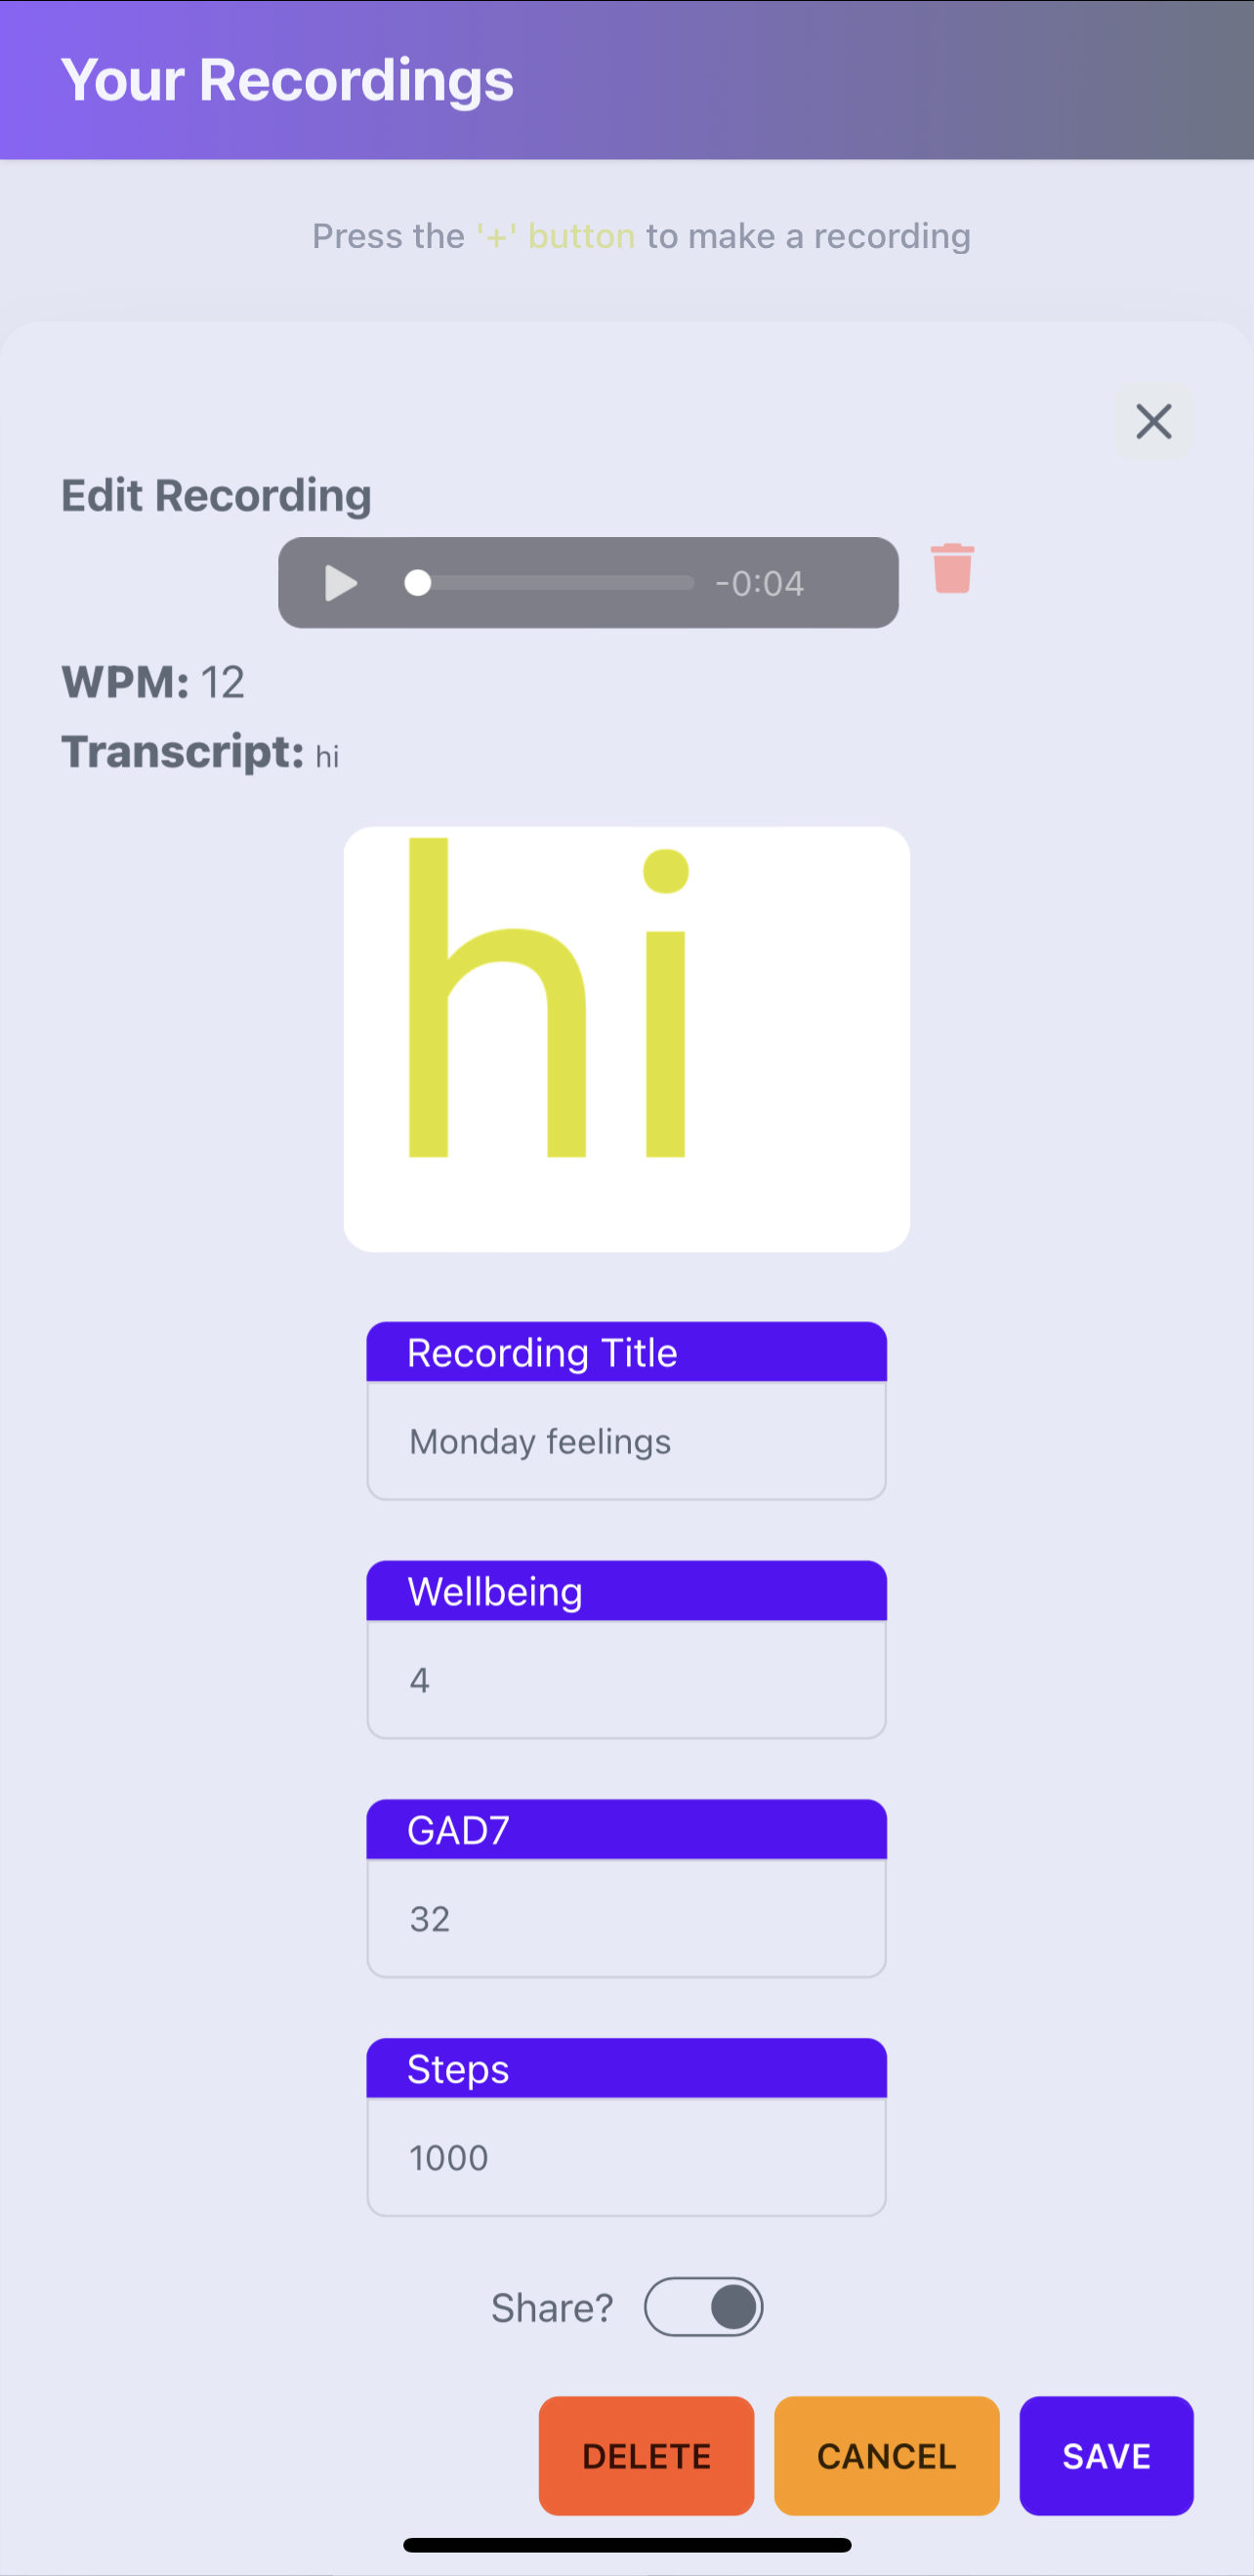 Your Recordings
Press the '+' button to make a recording
Edit Recording
-0:04
WPM: 12
Transcript: hi
hi
Recording Title
Monday feelings
Wellbeing
4
GAD7
32
Steps
1000
Share?
DELETE CANCEL SAVE